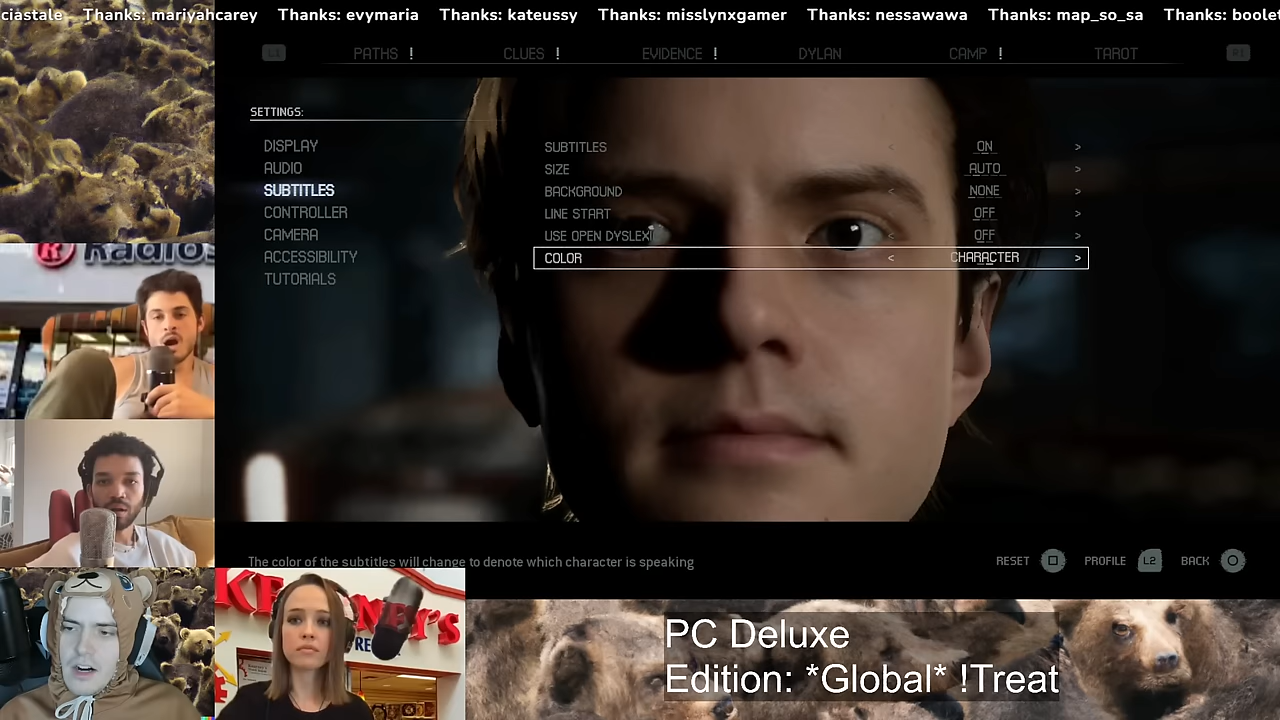 ciastale Thanks: mariyahcarey Thanks: evymaria Thanks: kateussy Thanks: misslynxgamer Thanks: nessawawa Thanks: map_so_sa Thanks: boolet
L1 PATHS ! CLUES ! EVIDENCE ! DYLAN CAMP ! TAROT R1
SETTINGS:
DISPLAY
AUDIO
SUBTITLES
CONTROLLER
CAMERA
ACCESSIBILITY
TUTORIALS
SUBTITLES < ON >
SIZE AUTO >
BACKGROUND < NONE >
LINE START OFF >
USE OPEN DYSLEXI < OFF >
COLOR < CHARACTER >
The color of the subtitles will change to denote which character is speaking
RESET PROFILE L2 BACK
PC Deluxe
Edition: *Global* !Treat